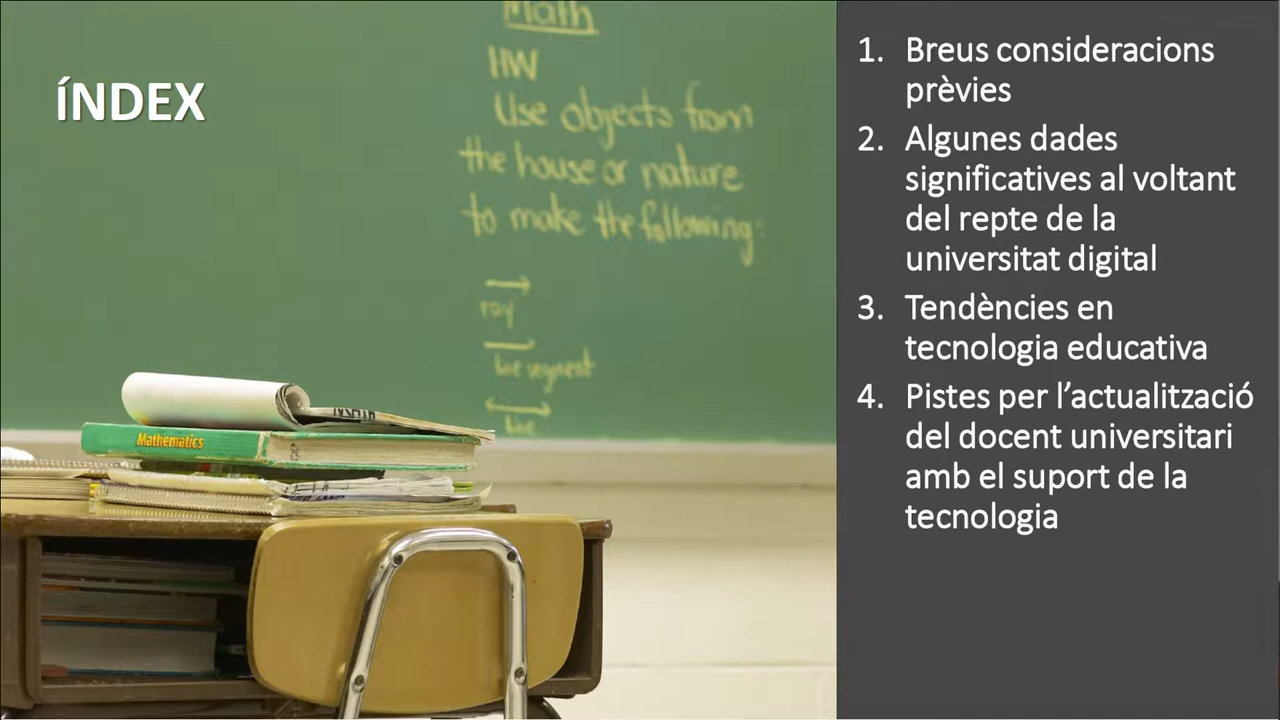 ÍNDEX
Math
HW
Use objects from
the house or nature
to make the following:
ray
line segment
line
Mathematics
1. Breus consideracions
prèvies
2. Algunes dades
significatives al voltant
del repte de la
universitat digital
3. Tendències en
tecnologia educativa
4. Pistes per l’actualització
del docent universitari
amb el suport de la
tecnologia